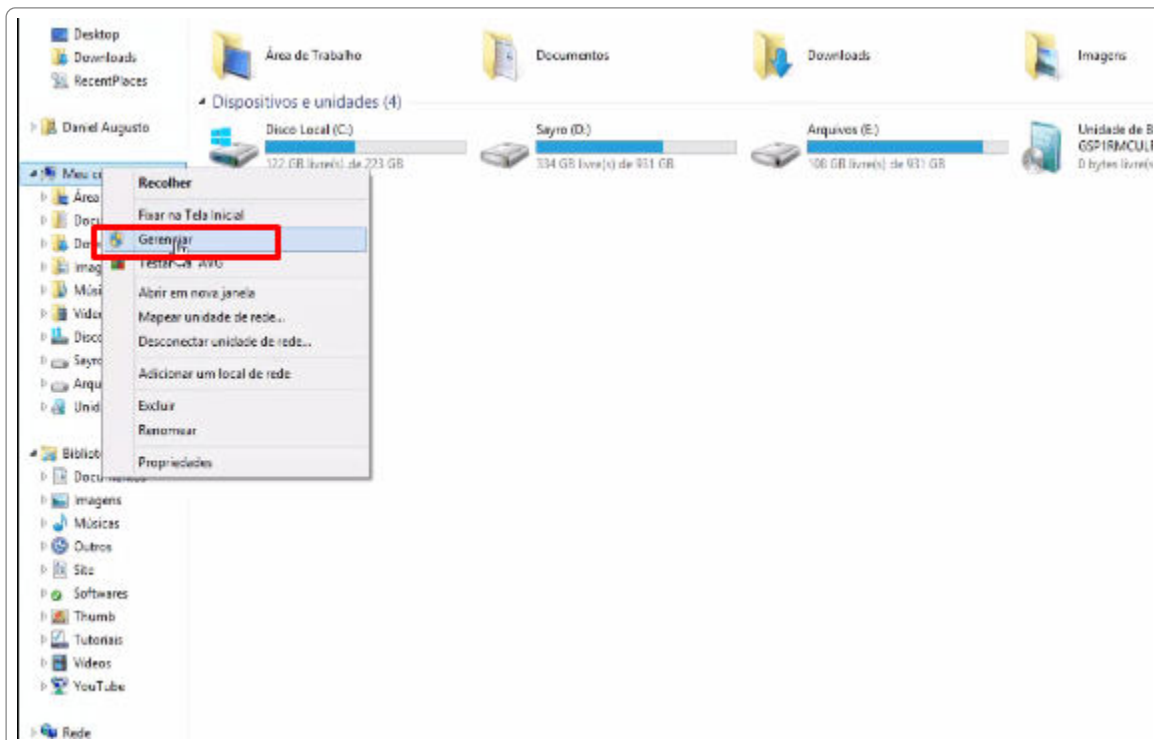 Desktop
Downloads
RecentPlaces
Daniel Augusto
Meu c
Área
Docu
Dow
Imag
Músi
Vídeo
Disco
Sayro
Arqu
Unid
Bibliot
Documentos
Imagens
Músicas
Outros
Site
Softwares
Thumb
Tutoriais
Vídeos
YouTube
Rede
Área de Trabalho
Documentos
Downloads
Imagens
Dispositivos e unidades (4)
Disco Local (C:)
122 GB livre(s) de 223 GB
Sayro (D:)
334 GB livre(s) de 931 GB
Arquivos (E:)
108 GB livre(s) de 931 GB
Unidade de B
GSP1RMCUL
0 bytes livre(s
Recolher
Fixar na Tela Inicial
Gerenciar
Testar c AVG
Abrir em nova janela
Mapear unidade de rede...
Desconectar unidade de rede...
Adicionar um local de rede
Excluir
Renomear
Propriedades